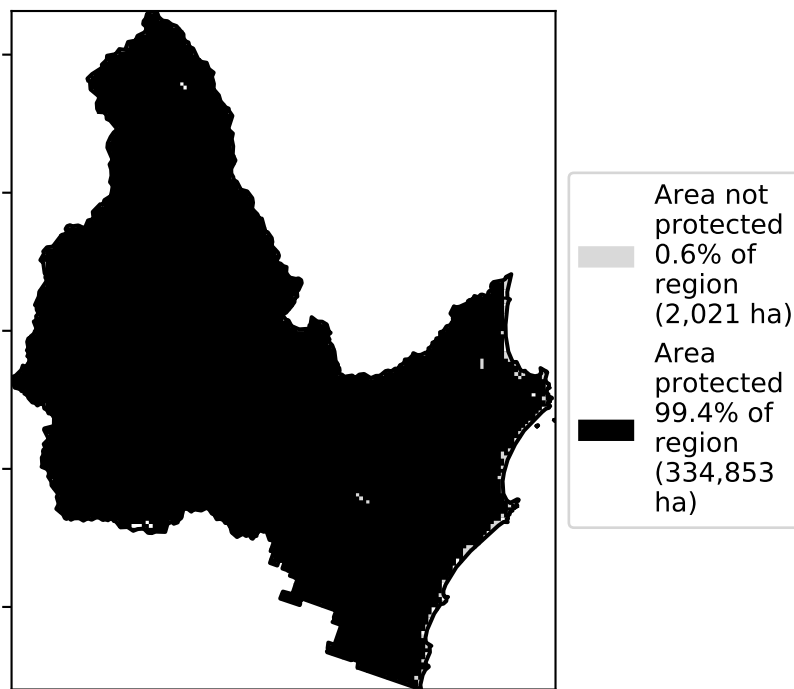 Area not
protected
0.6% of
region
(2,021 ha)
Area
protected
99.4% of
region
(334,853
ha)